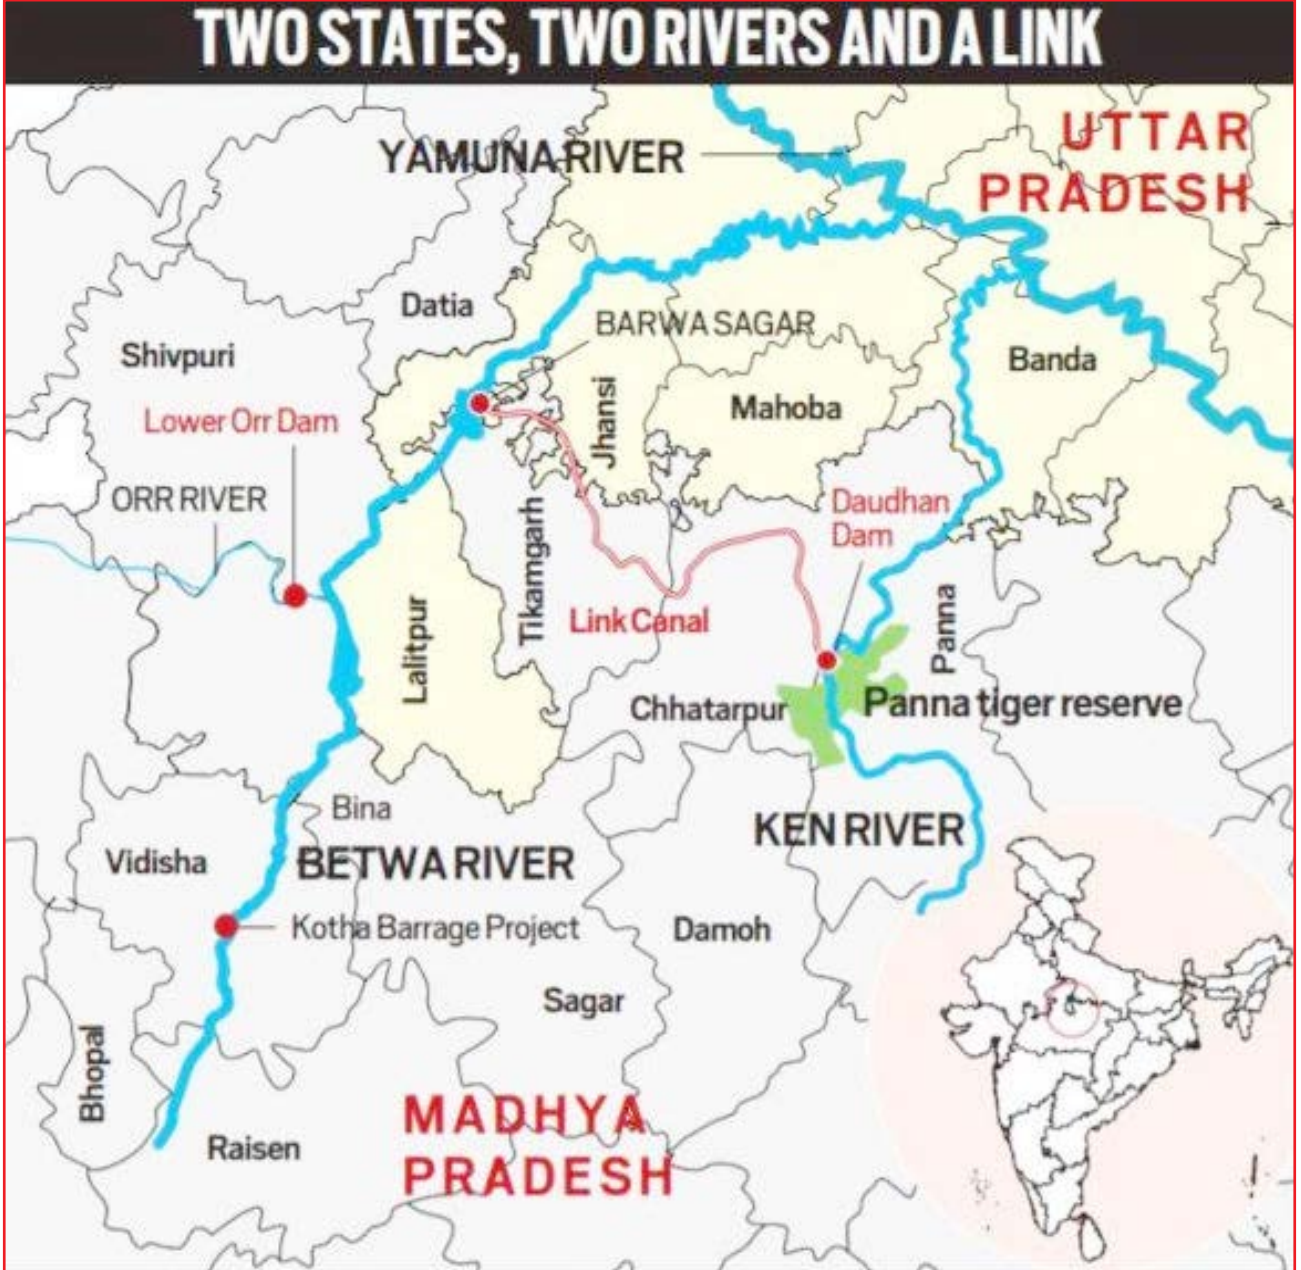 TWO STATES, TWO RIVERS AND A LINK
YAMUNA RIVER
UTTAR
PRADESH
Datia
BARWA SAGAR
Shivpuri
Banda
Lower Orr Dam
Jhansi
Mahoba
ORR RIVER
Daudhan
Dam
Tikamgarh
Link Canal
Lalitpur
Panna
Chhatarpur
Panna tiger reserve
Bina
KEN RIVER
Vidisha
BETWA RIVER
Kotha Barrage Project
Damoh
Sagar
Bhopal
MADHYA
PRADESH
Raisen